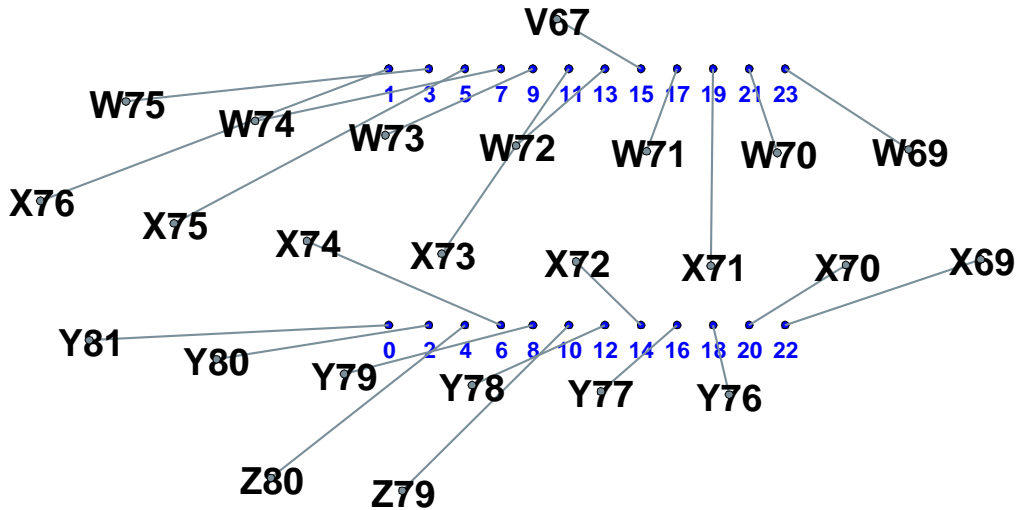 V67
1 3 5 7 9 11 13 15 17 19 21 23
W75 W74 W73 W72 W71 W70 W69
X76 X75 X74 X73 X72 X71 X70 X69
Y81 Y80 Y79 Y78 Y77 Y76
0 2 4 6 8 10 12 14 16 18 20 22
Z80 Z79